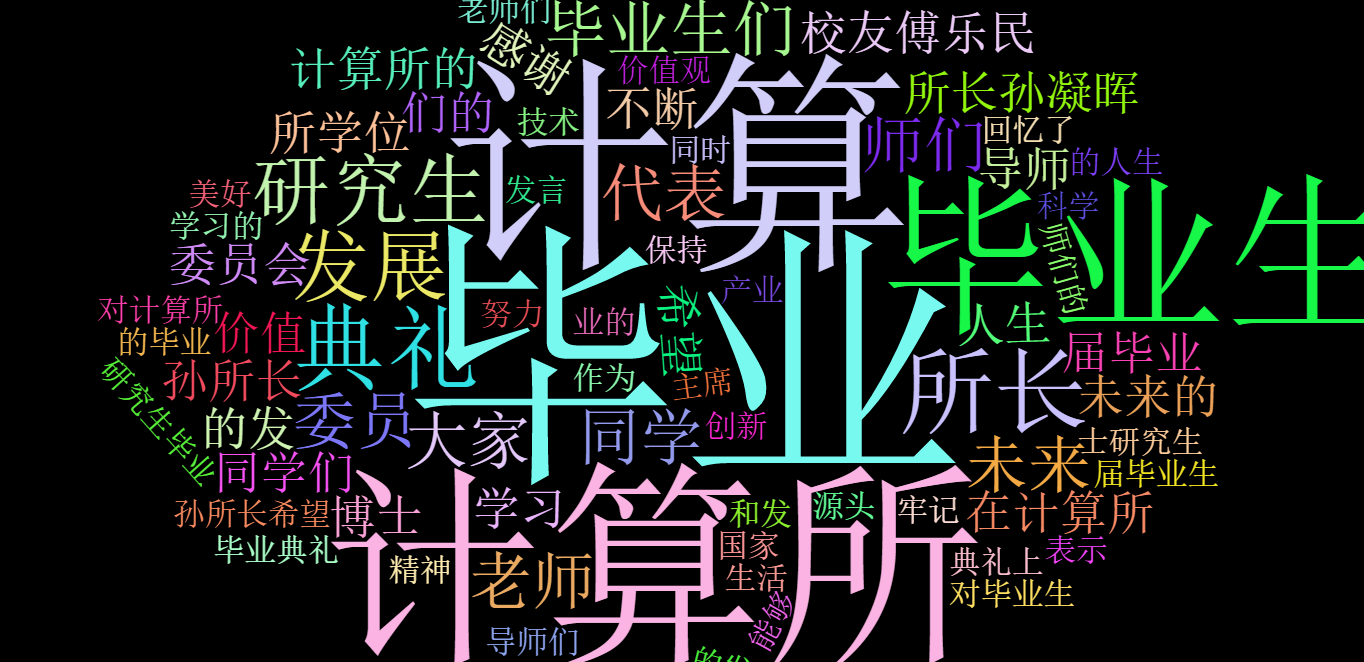 老师们
毕业生们
校友傅乐民
感谢
计算所的
价值观
计算
所长孙凝晖
们的
不断
技术
所学位
师们
回忆了
同时
导师
的人生
研究生
发言
代表
美好
科学
毕业生
学习的
委员会
发展
保持
师们的
毕业
产业
希望
对计算所
努力
业的
价值
典礼
人生
的毕业
届毕业
孙所长
作为
主席
所长
未来的
研究生毕业
委员
的发
大家
同学
创新
未来
士研究生
同学们
届毕业生
计算所
学习
博士
孙所长希望
和发
源头
牢记
在计算所
毕业典礼
国家
表示
典礼上
精神
老师
生活
对毕业生
能够
导师们